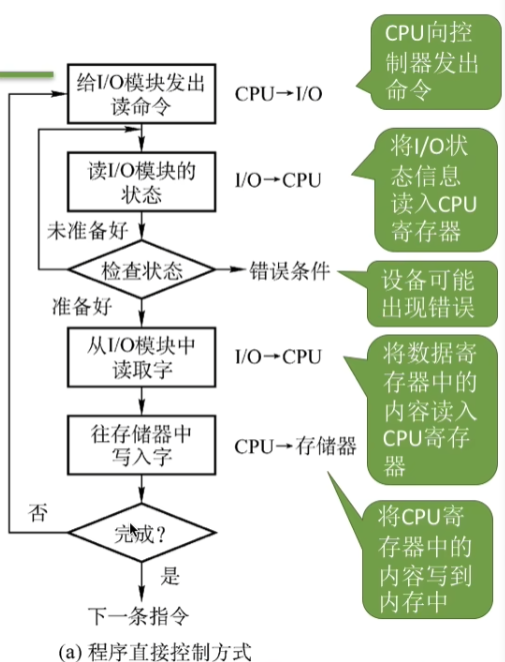 给I/O模块发出
读命令
CPU→I/O
CPU向控
制器发出
命令
读I/O模块的
状态
I/O→CPU
将I/O状
态信息
读入CPU
寄存器
未准备好
检查状态
错误条件
设备可能
出现错误
准备好
从I/O模块中
读取字
I/O→CPU
将数据寄
存器中的
内容读入
CPU寄存
器
往存储器中
写入字
CPU→存储器
否
完成?
将CPU寄
存器中的
内容写到
内存中
是
下一条指令
(a) 程序直接控制方式